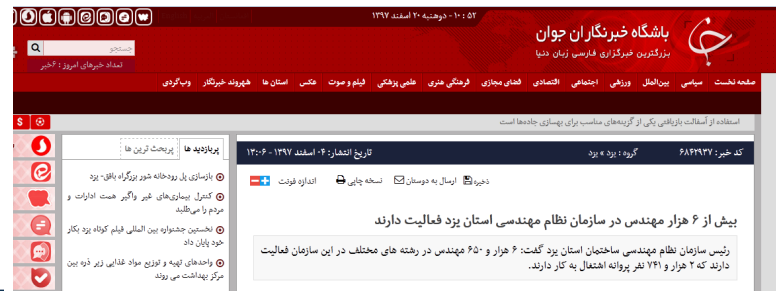 ۵۲ : ۱۰ - دوشنبه ۲۰ اسفند ۱۳۹۷
باشگاه خبرنگاران جوان
بزرگترین خبرگزاری فارسی زبان دنیا
جستجو
تعداد خبرهای امروز : ۶خبر
صفحه نخست سیاسی بین‌الملل ورزشی اجتماعی اقتصادی فضای مجازی فرهنگی هنری علمی پزشکی فیلم و صوت عکس استان ها شهروند خبرنگار وب‌گردی
استفاده از آسفالت بازیافتی یکی از گزینه‌های مناسب برای بهسازی جاده‌ها است
کد خبر: ۶۸۴۲۹۳۷
گروه : یزد » یزد
تاریخ انتشار: ۰۴ اسفند ۱۳۹۷ - ۱۳:۰۶
ذخیره ارسال به دوستان نسخه چاپی اندازه فونت
بیش از ۶ هزار مهندس در سازمان نظام مهندسی استان یزد فعالیت دارند
رئیس سازمان نظام مهندسی ساختمان استان یزد گفت: ۶ هزار و ۶۵۰ مهندس در رشته های مختلف در این سازمان فعالیت
دارند که ۲ هزار و ۷۴۱ نفر پروانه اشتغال به کار دارند.
پربازدید ها پربحث ترین ها
بازسازی پل رودخانه شور بزرگراه بافق- یزد
کنترل بیماری‌های غیر واگیر همت ادارات و
مردم را می‌طلبد
نخستین جشنواره بین المللی فیلم کوتاه یزد بکار
خود پایان داد
واحدهای تهیه و توزیع مواد غذایی زیر ذره بین
مرکز بهداشت می روند
$